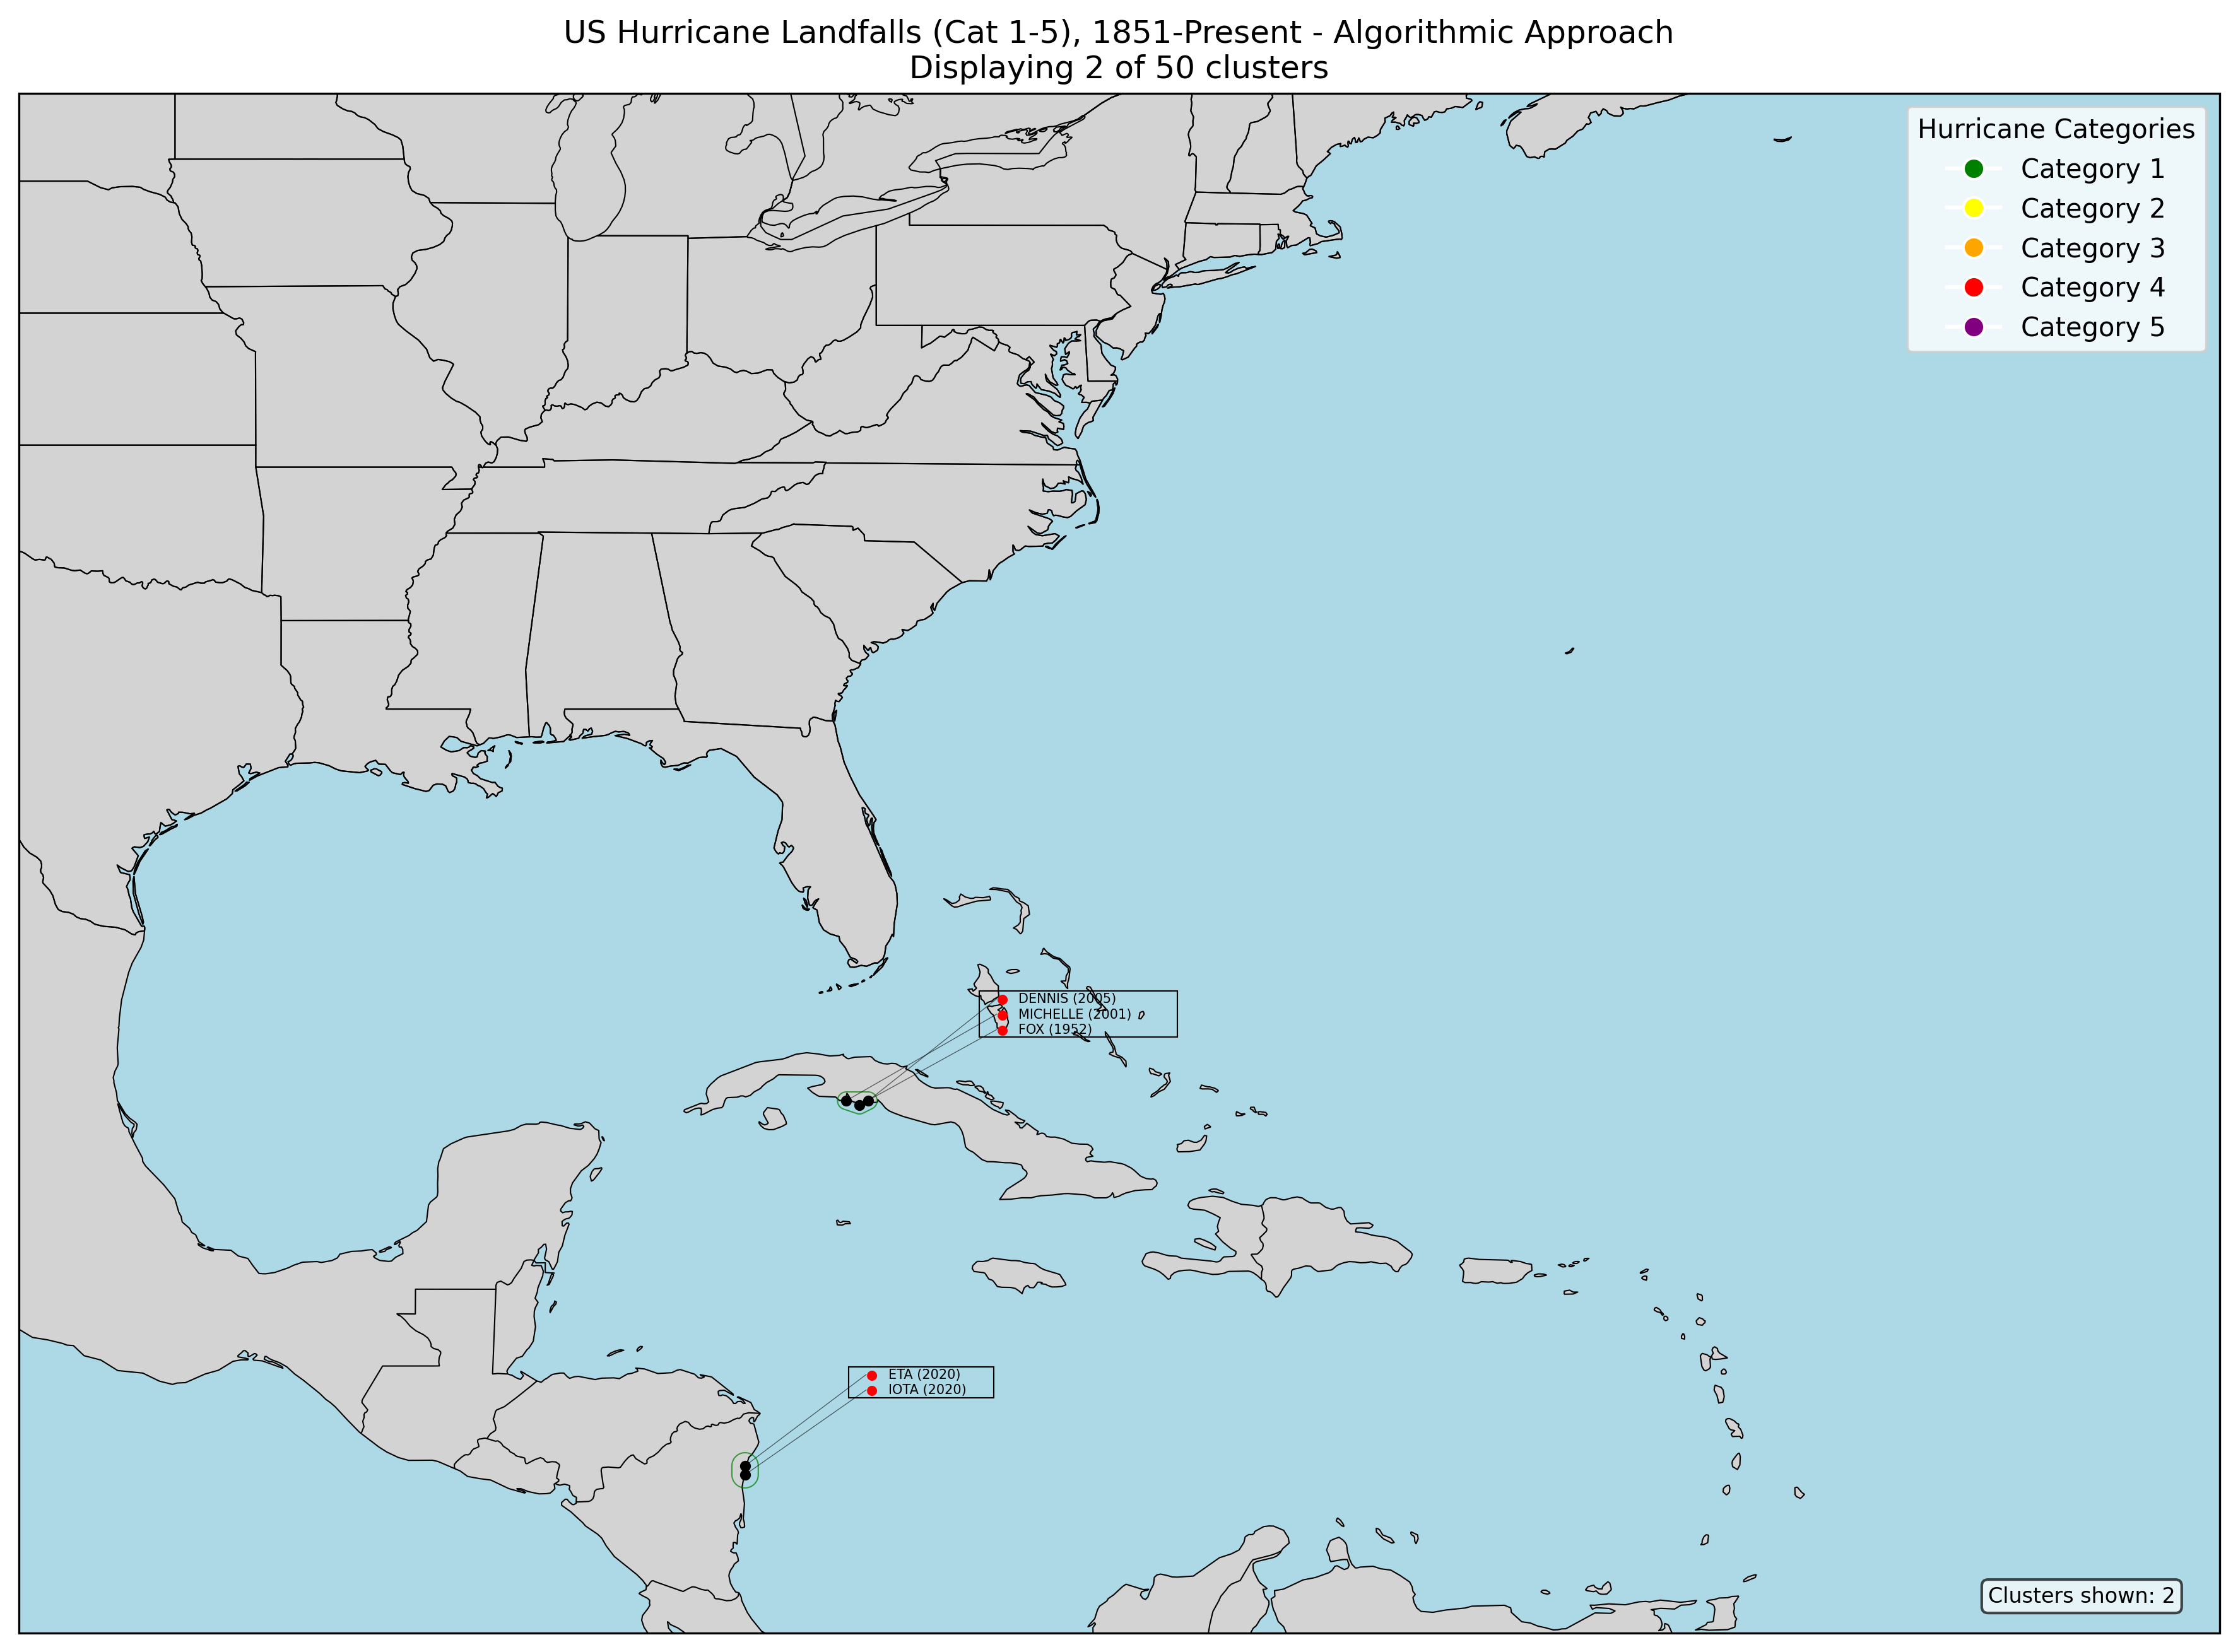 US Hurricane Landfalls (Cat 1-5), 1851-Present - Algorithmic Approach
Displaying 2 of 50 clusters
Hurricane Categories
Category 1
Category 2
Category 3
Category 4
Category 5
DENNIS (2005)
MICHELLE (2001)
FOX (1952)
ETA (2020)
IOTA (2020)
Clusters shown: 2